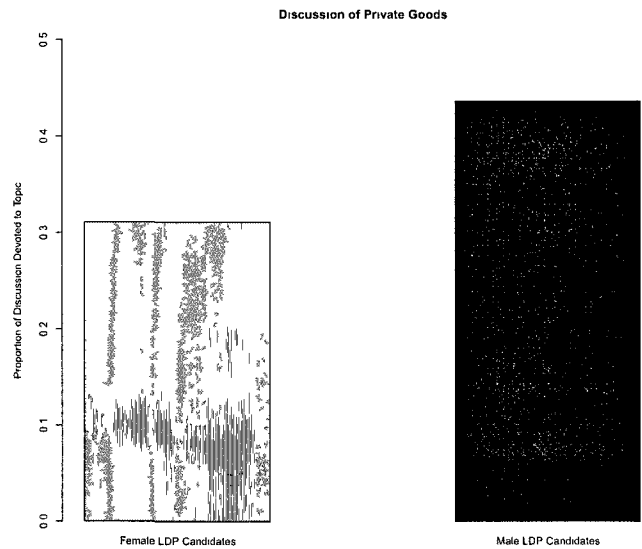 Discussion of Private Goods
0.5
0.4
0.3
0.2
0.1
0.0
Proportion of Discussion Devoted to Topic
Female LDP Candidates
Male LDP Candidates